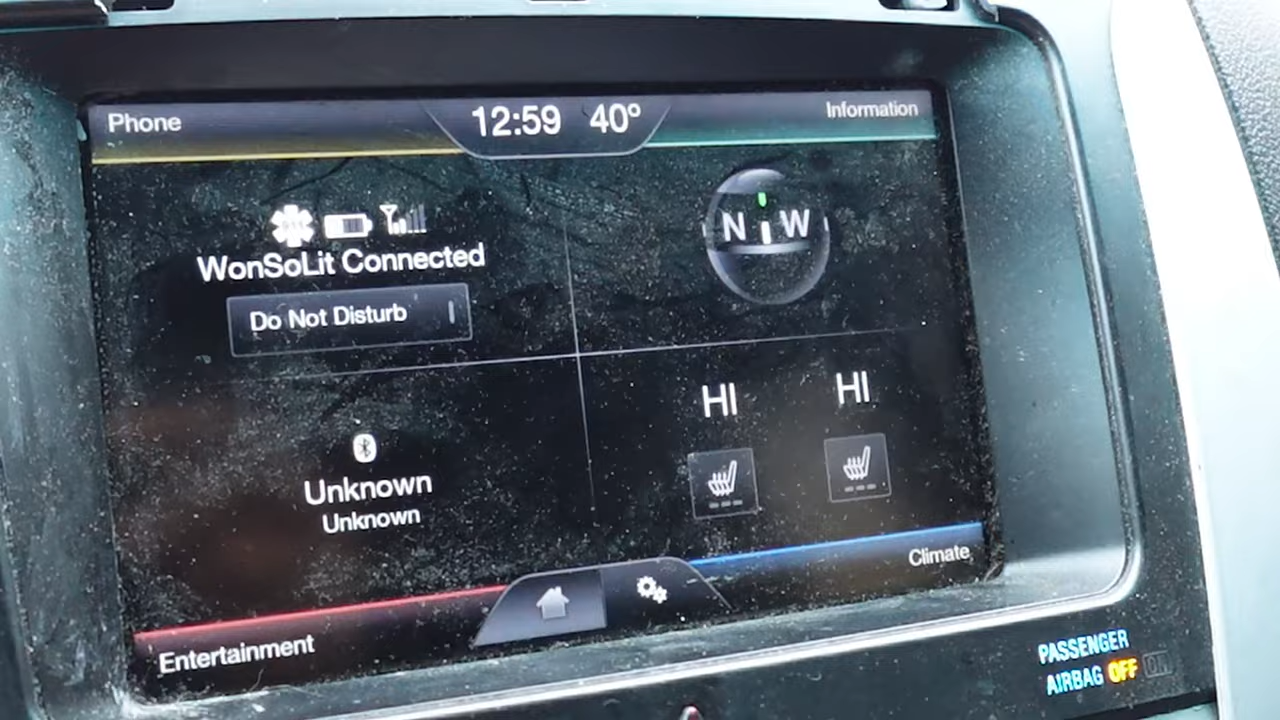 Phone
12:59 40°
Information
WonSoLit Connected
Do Not Disturb
N W
Unknown
Unknown
HI HI
Climate
Entertainment
PASSENGER
AIRBAG OFF ON